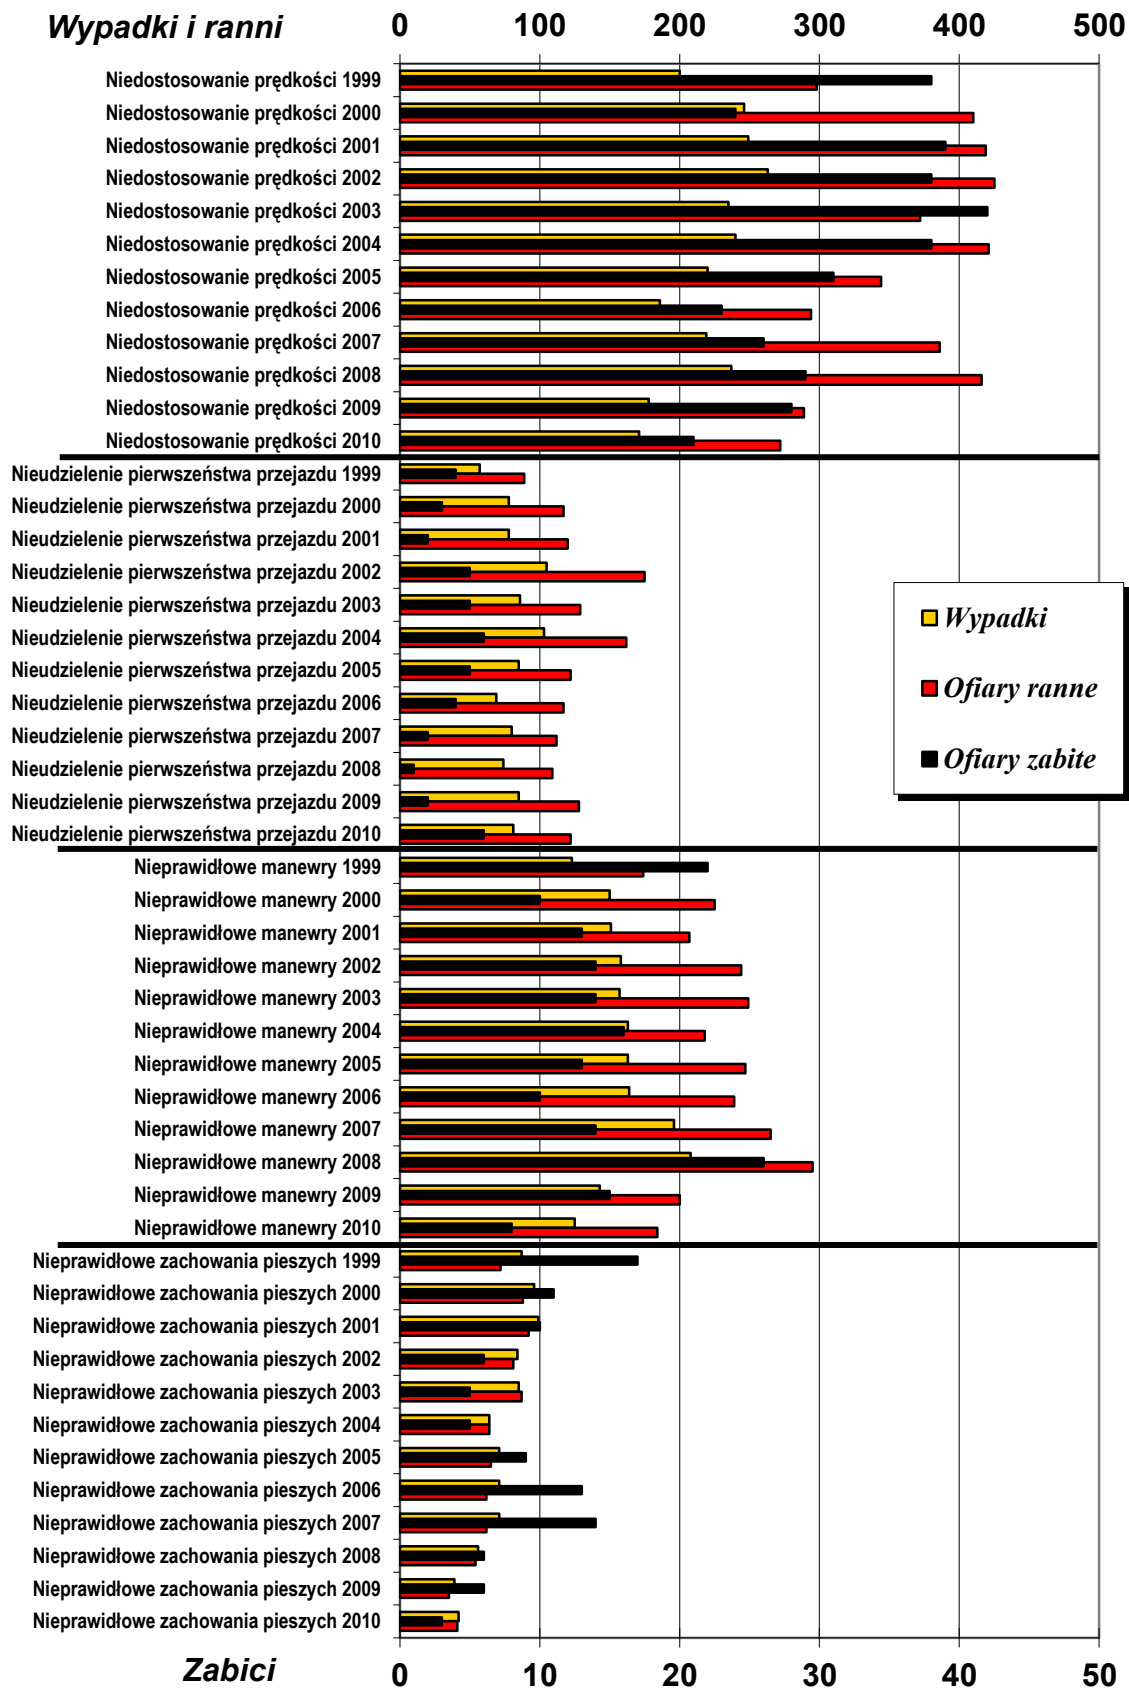 Wypadki i ranni
0 100 200 300 400 500
Niedostosowanie prędkości 1999
Niedostosowanie prędkości 2000
Niedostosowanie prędkości 2001
Niedostosowanie prędkości 2002
Niedostosowanie prędkości 2003
Niedostosowanie prędkości 2004
Niedostosowanie prędkości 2005
Niedostosowanie prędkości 2006
Niedostosowanie prędkości 2007
Niedostosowanie prędkości 2008
Niedostosowanie prędkości 2009
Niedostosowanie prędkości 2010
Nieudzielenie pierwszeństwa przejazdu 1999
Nieudzielenie pierwszeństwa przejazdu 2000
Nieudzielenie pierwszeństwa przejazdu 2001
Nieudzielenie pierwszeństwa przejazdu 2002
Nieudzielenie pierwszeństwa przejazdu 2003
Nieudzielenie pierwszeństwa przejazdu 2004
Nieudzielenie pierwszeństwa przejazdu 2005
Nieudzielenie pierwszeństwa przejazdu 2006
Nieudzielenie pierwszeństwa przejazdu 2007
Nieudzielenie pierwszeństwa przejazdu 2008
Nieudzielenie pierwszeństwa przejazdu 2009
Nieudzielenie pierwszeństwa przejazdu 2010
Nieprawidłowe manewry 1999
Nieprawidłowe manewry 2000
Nieprawidłowe manewry 2001
Nieprawidłowe manewry 2002
Nieprawidłowe manewry 2003
Nieprawidłowe manewry 2004
Nieprawidłowe manewry 2005
Nieprawidłowe manewry 2006
Nieprawidłowe manewry 2007
Nieprawidłowe manewry 2008
Nieprawidłowe manewry 2009
Nieprawidłowe manewry 2010
Nieprawidłowe zachowania pieszych 1999
Nieprawidłowe zachowania pieszych 2000
Nieprawidłowe zachowania pieszych 2001
Nieprawidłowe zachowania pieszych 2002
Nieprawidłowe zachowania pieszych 2003
Nieprawidłowe zachowania pieszych 2004
Nieprawidłowe zachowania pieszych 2005
Nieprawidłowe zachowania pieszych 2006
Nieprawidłowe zachowania pieszych 2007
Nieprawidłowe zachowania pieszych 2008
Nieprawidłowe zachowania pieszych 2009
Nieprawidłowe zachowania pieszych 2010
Wypadki
Ofiary ranne
Ofiary zabite
Zabici
0 10 20 30 40 50